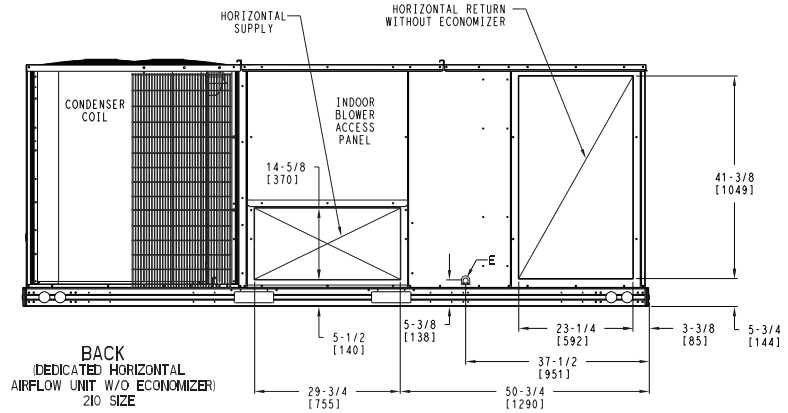 HORIZONTAL
SUPPLY
HORIZONTAL RETURN
WITHOUT ECONOMIZER
CONDENSER
COIL
INDOOR
BLOWER
ACCESS
PANEL
14-5/8
[370]
41-3/8
[1049]
E
5-1/2
[140]
5-3/8
[138]
23-1/4
[592]
3-3/8
[85]
5-3/4
[144]
37-1/2
[951]
29-3/4
[755]
50-3/4
[1290]
BACK
(DEDICATED HORIZONTAL
AIRFLOW UNIT W/O ECONOMIZER)
210 SIZE